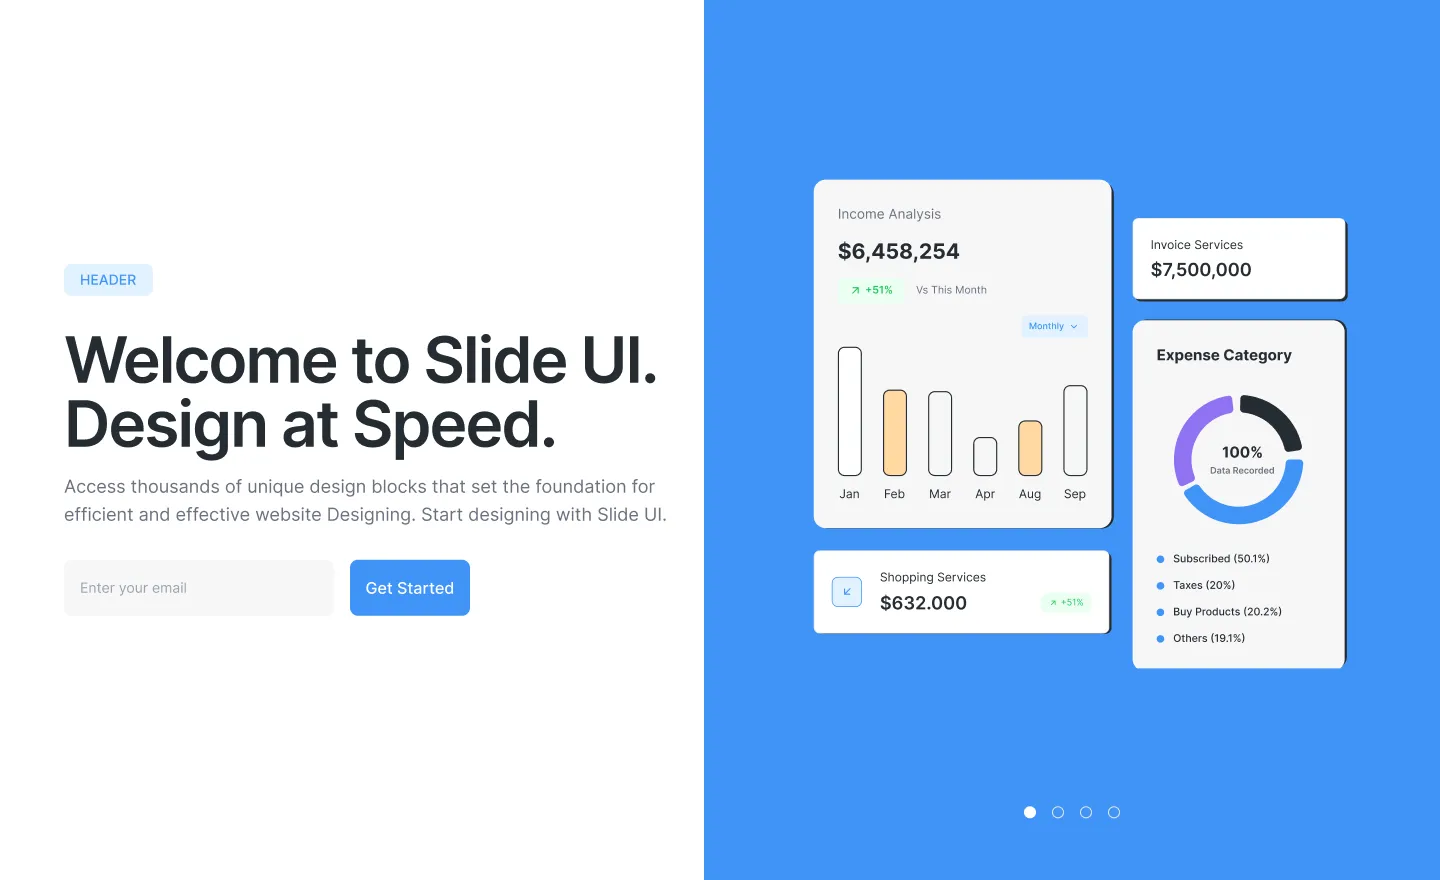 HEADER
Welcome to Slide UI.
Design at Speed.
Access thousands of unique design blocks that set the foundation for
efficient and effective website Designing. Start designing with Slide UI.
Enter your email
Get Started
Income Analysis
$6,458,254
+51%
Vs This Month
Monthly
Jan Feb Mar Apr Aug Sep
Shopping Services
$632.000
+51%
Invoice Services
$7,500,000
Expense Category
100%
Data Recorded
Subscribed (50.1%)
Taxes (20%)
Buy Products (20.2%)
Others (19.1%)